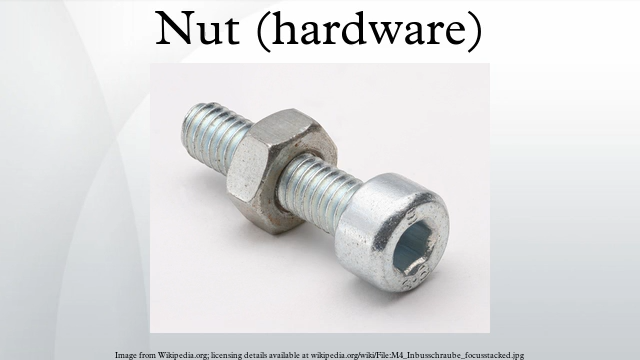 Nut (hardware)
Image from Wikipedia.org; licensing details available at wikipedia.org/wiki/File:M4_Inbusschraube_focusstacked.jpg